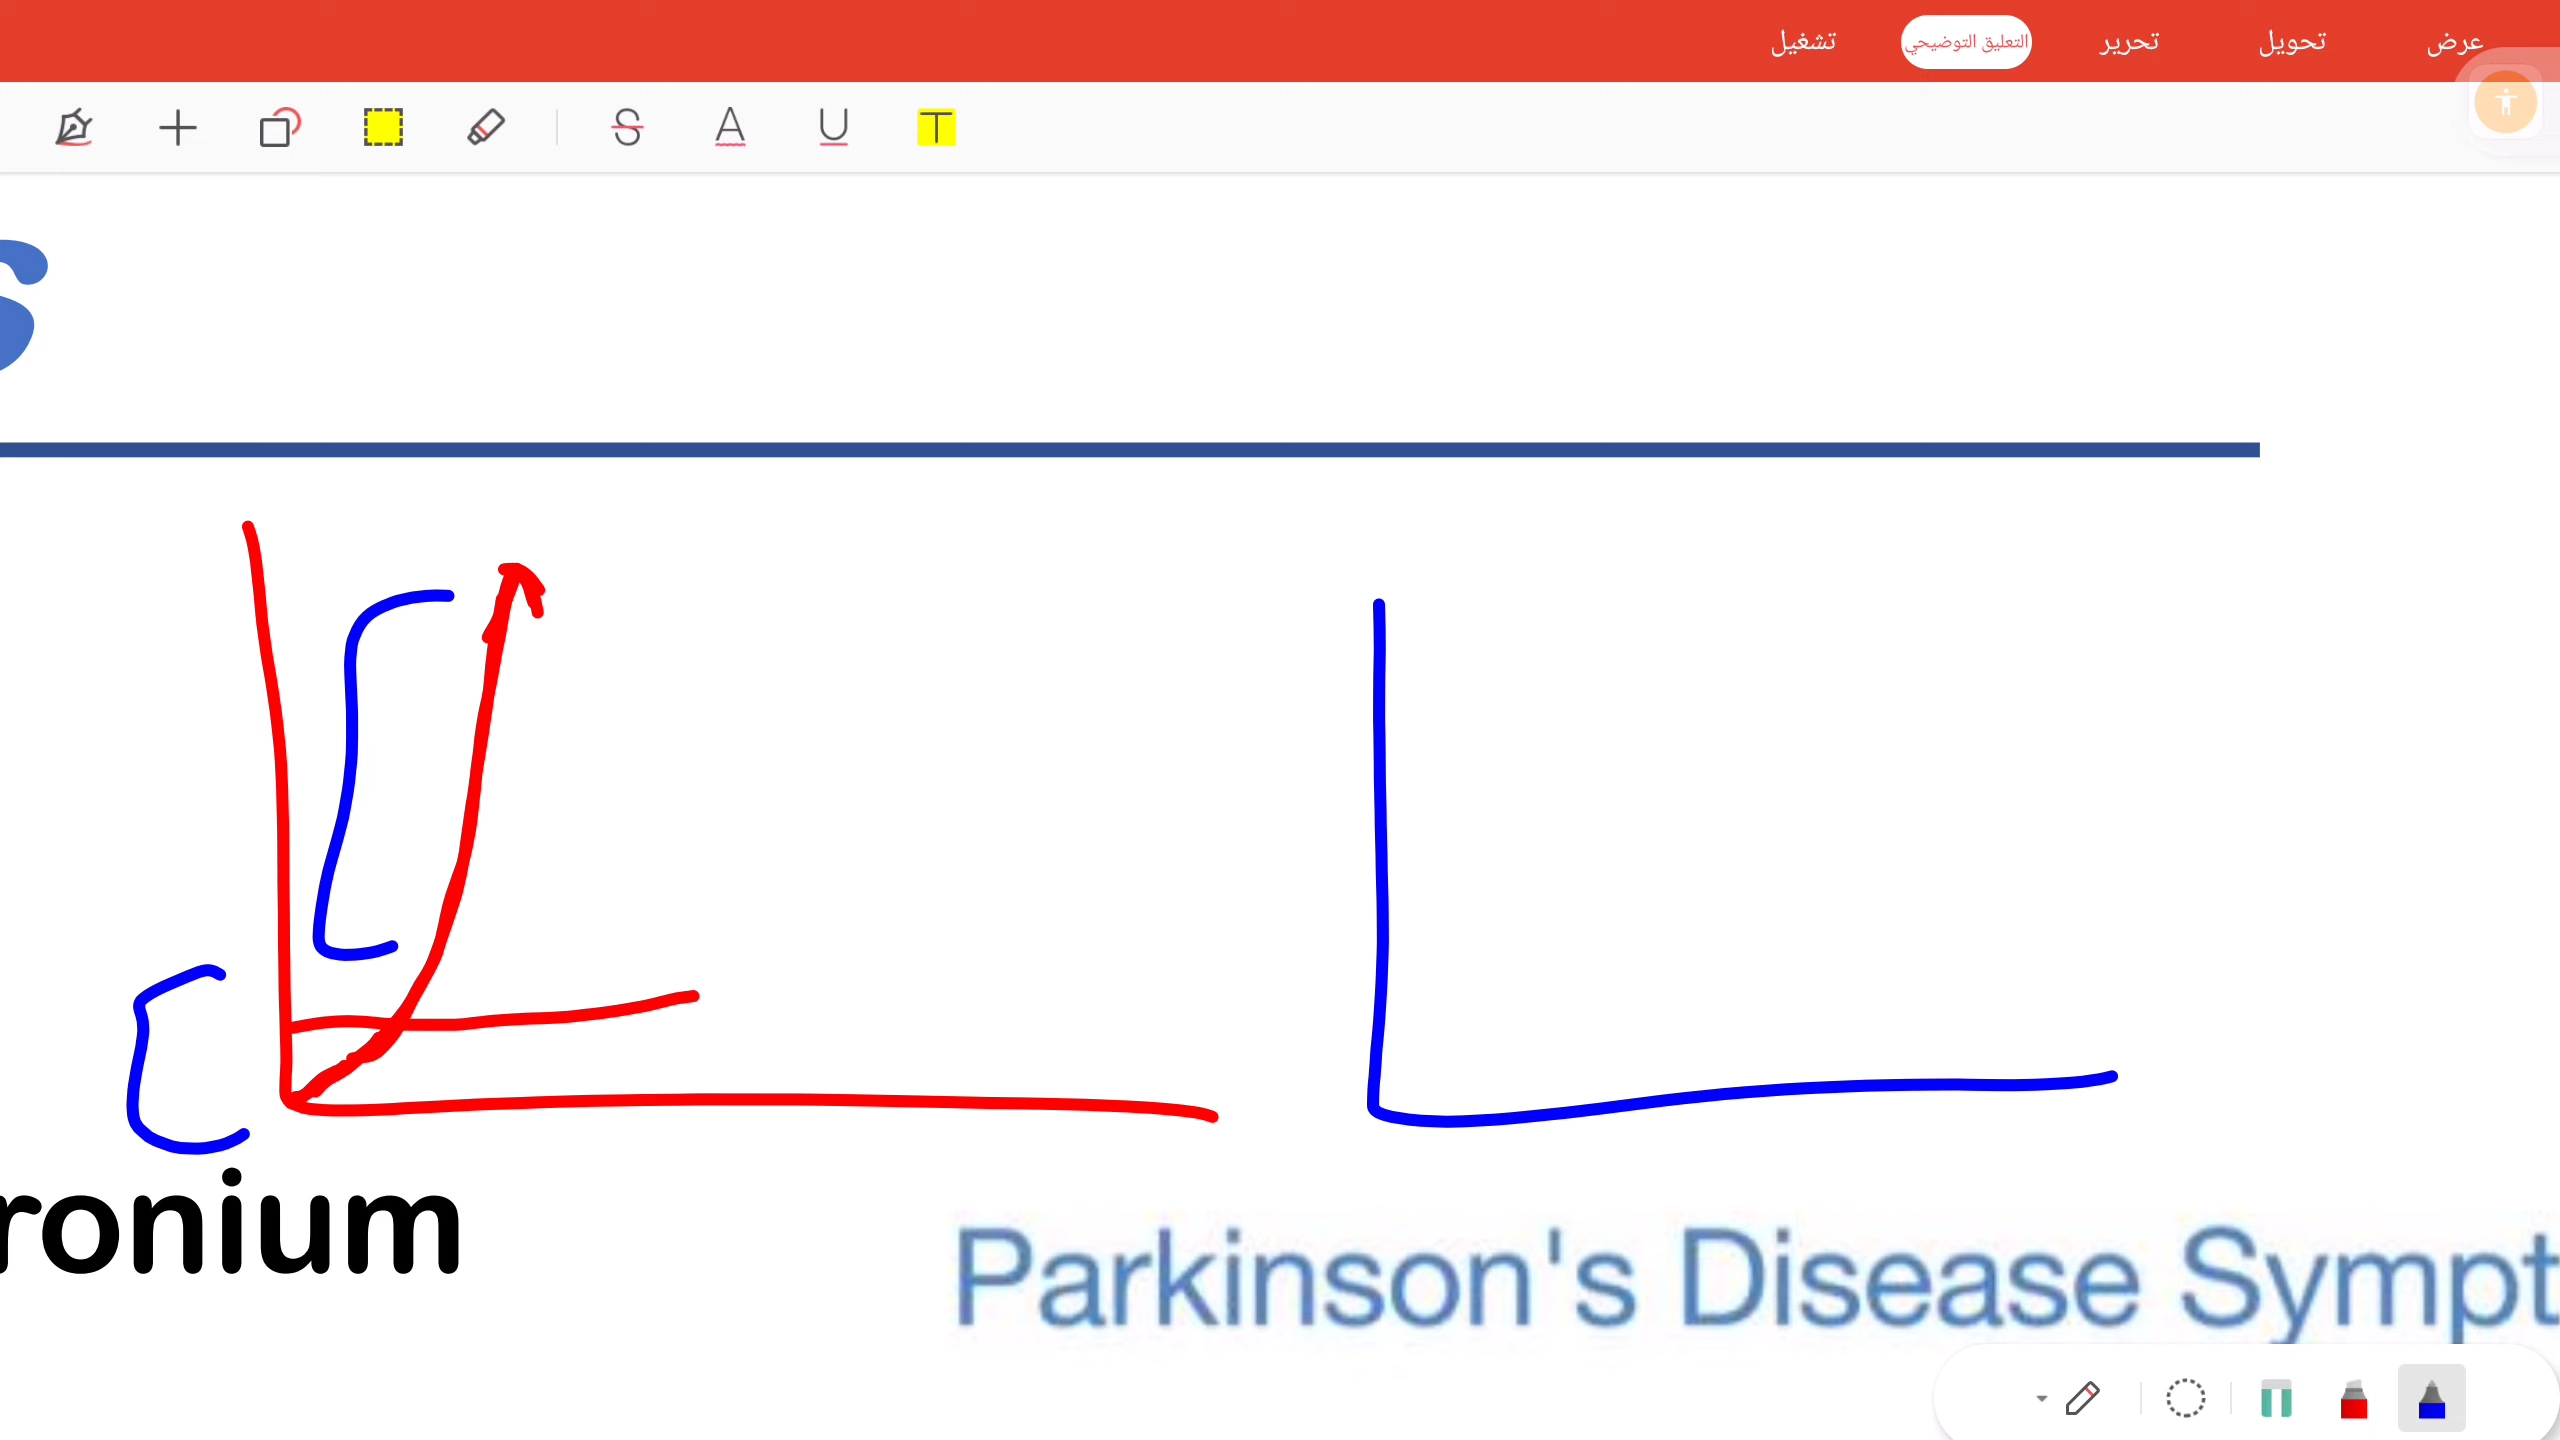 عرض تحويل تحرير التعليق التوضيحي تشغيل
ronium
Parkinson's Disease Sympt